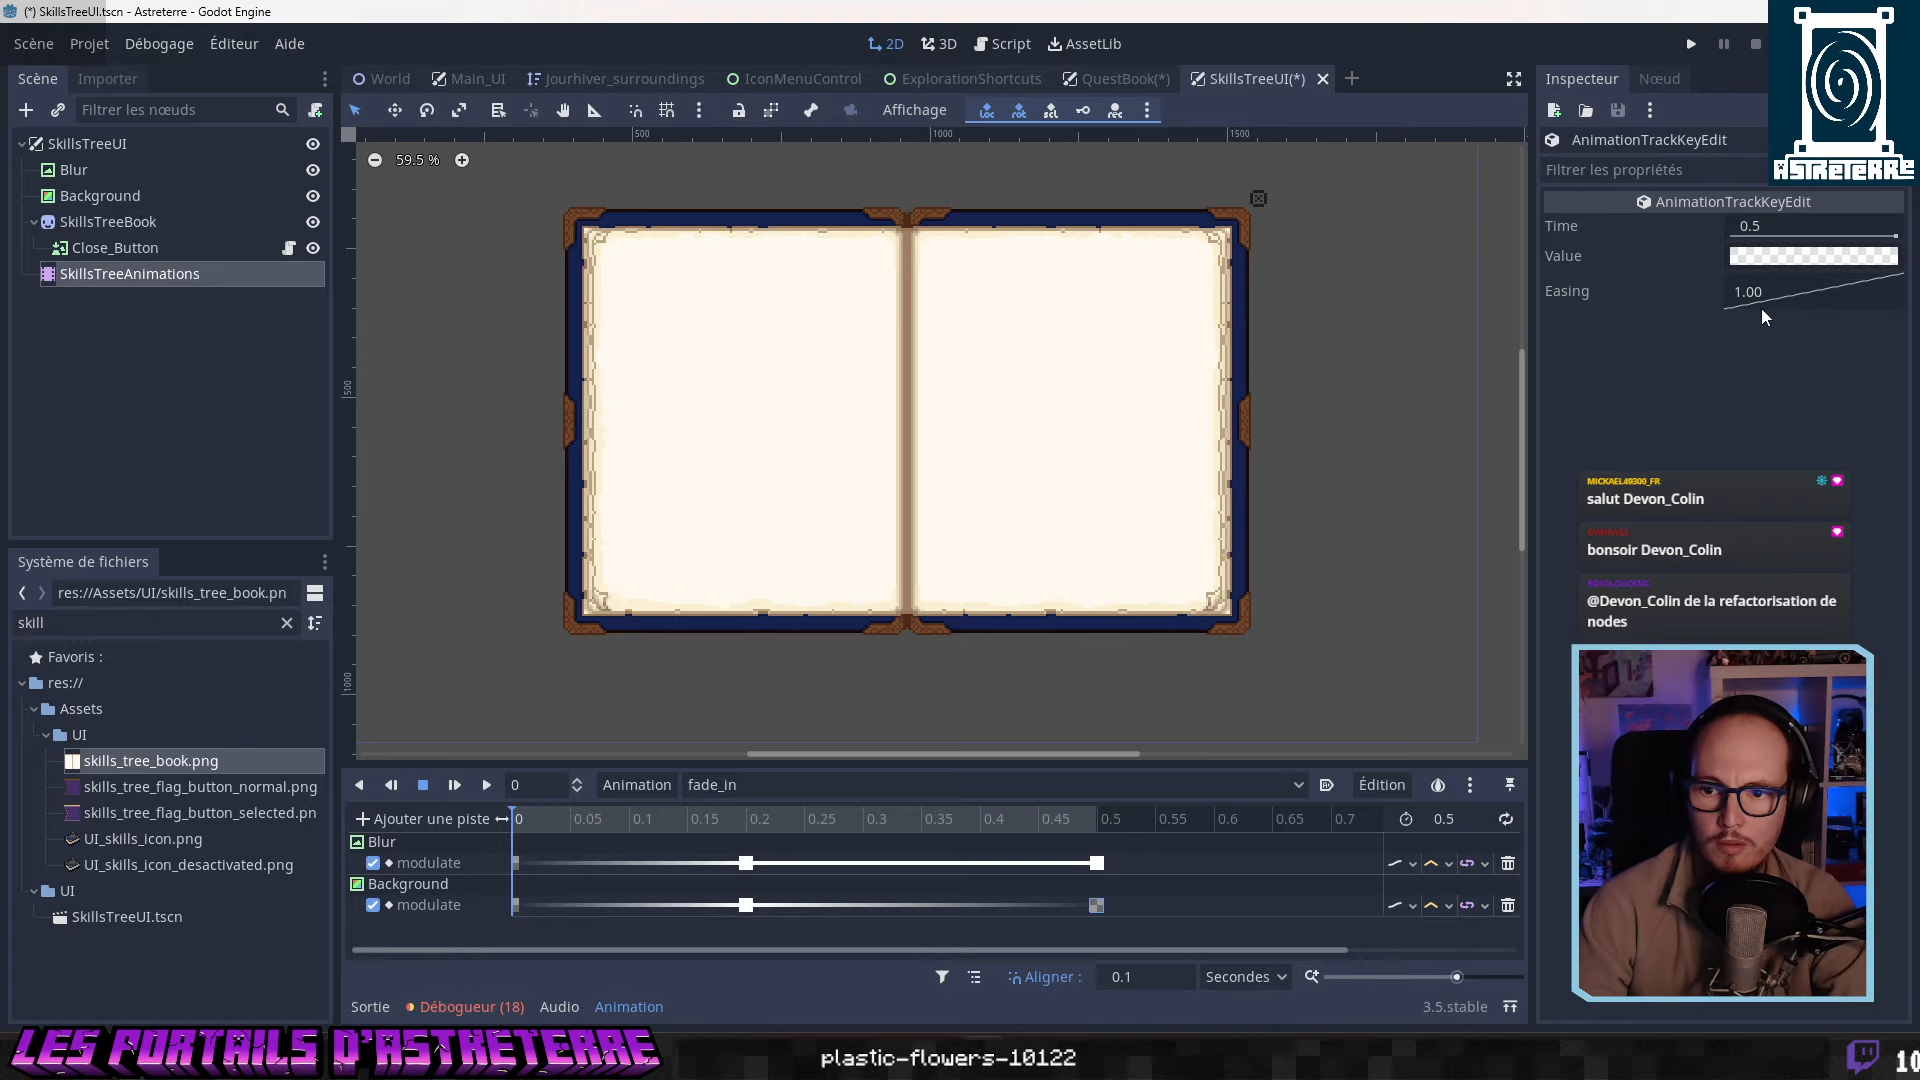 (*) SkillsTreeUI.tscn - Astreterre - Godot Engine
Scène Projet Débogage Éditeur Aide
2D 3D Script AssetLib
ASTRETERRE
Scène Importer
World Main_UI Jourhiver_surroundings IconMenuControl ExplorationShortcuts QuestBook(*) SkillsTreeUI(*)
Inspecteur Nœud
Filtrer les nœuds
Affichage
AnimationTrackKeyEdit
Filtrer les propriétés
AnimationTrackKeyEdit
Time 0.5
Value
Easing 1.00
SkillsTreeUI
Blur
Background
SkillsTreeBook
Close_Button
SkillsTreeAnimations
500 1000 1500
59.5 %
500
1000
MICKAEL49300_FR
salut Devon_Colin
bonsoir Devon_Colin
ROYALDUCKMC
@Devon_Colin de la refactorisation de
nodes
Système de fichiers
res://Assets/UI/skills_tree_book.pn
skill
Favoris :
res://
Assets
UI
skills_tree_book.png
skills_tree_flag_button_normal.png
skills_tree_flag_button_selected.pn
UI_skills_icon.png
UI_skills_icon_desactivated.png
UI
SkillsTreeUI.tscn
0 Animation fade_in Édition
Ajouter une piste 0 0.05 0.1 0.15 0.2 0.25 0.3 0.35 0.4 0.45 0.5 0.55 0.6 0.65 0.7 0.5
Blur
modulate
Background
modulate
Aligner : 0.1 Secondes
Sortie Débogueur (18) Audio Animation 3.5.stable
LES PORTAILS D'ASTRETERRE
plastic-flowers-10122
10